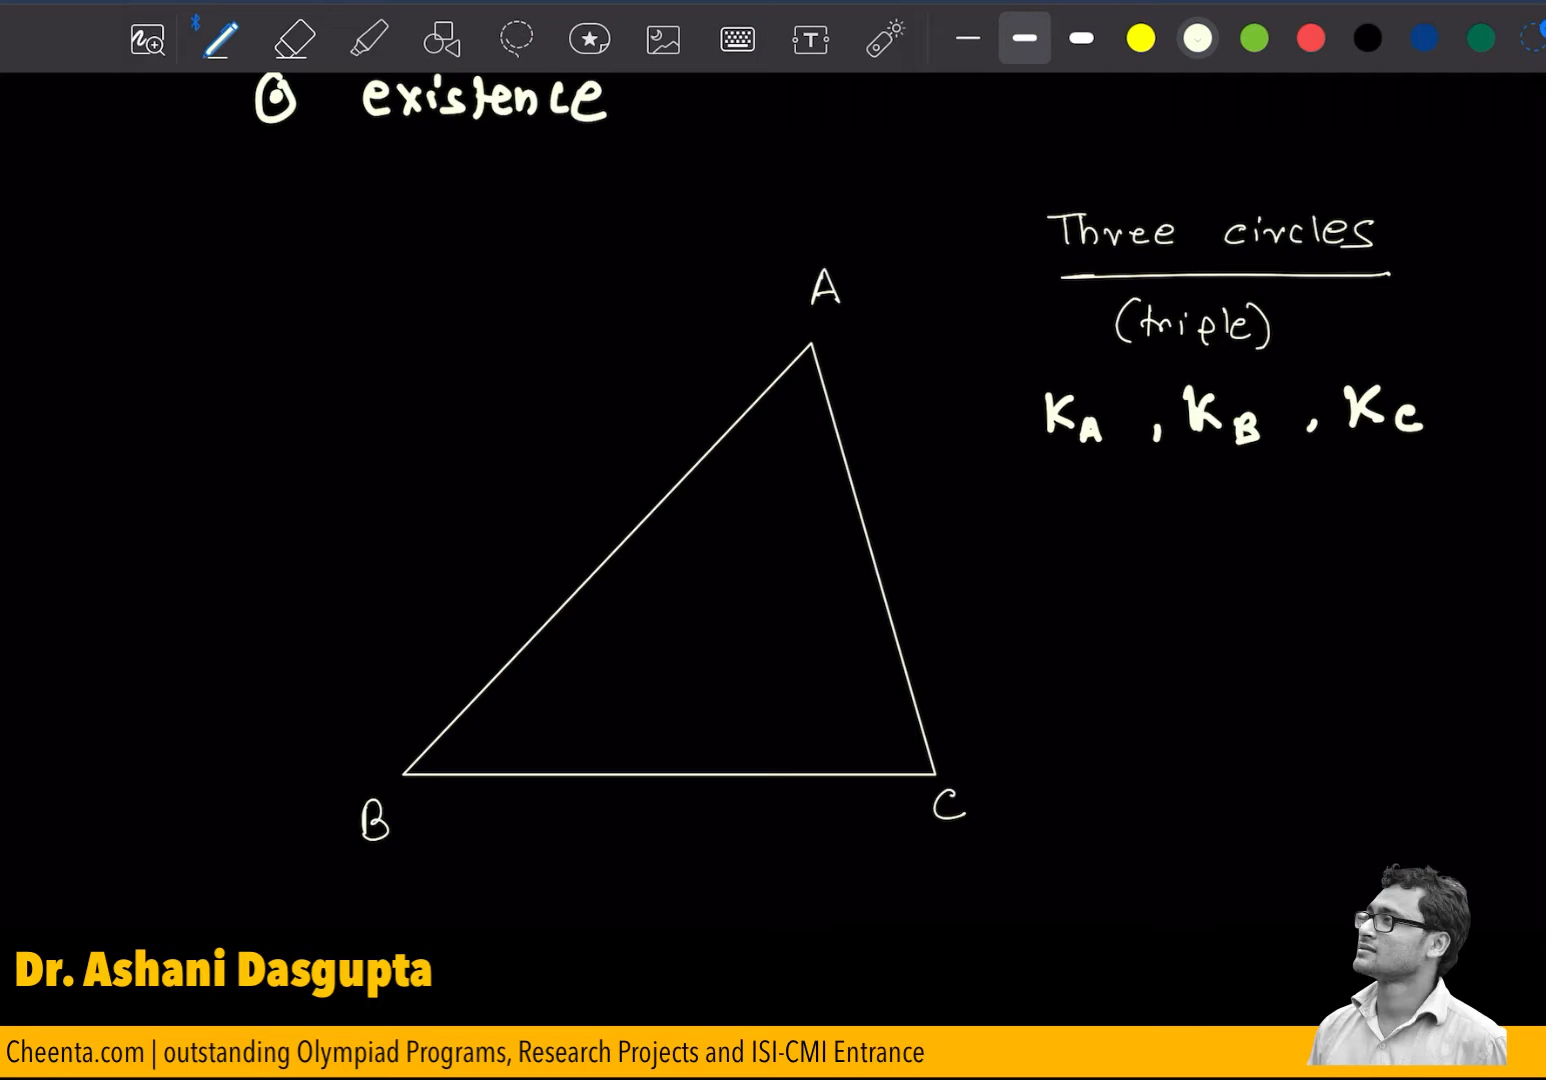 existence
Three circles
(triple)
A
KA , KB , KC
B
C
Dr. Ashani Dasgupta
Cheenta.com | outstanding Olympiad Programs, Research Projects and ISI-CMI Entrance